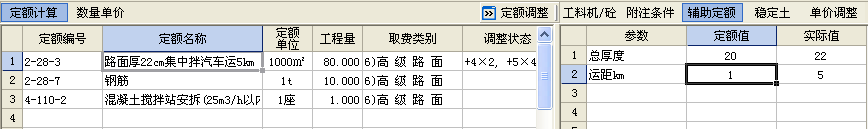 定额计算 数量单价 定额调整 工料机/砼 附注条件 辅助定额 稳定土 单价调整
定额编号 定额名称 定额单位 工程量 取费类别 调整状态
1 2-28-3 路面厚22cm集中拌汽车运5km 1000m² 80.000 6)高 级 路 面 +4×2, +5×4
2 2-28-7 钢筋 1t 10.000 6)高 级 路 面
3 4-110-2 混凝土搅拌站安拆(25m3/h以内 1座 1.000 6)高 级 路 面
4
参数 定额值 实际值
1 总厚度 20 22
2 运距km 1 5
3
4